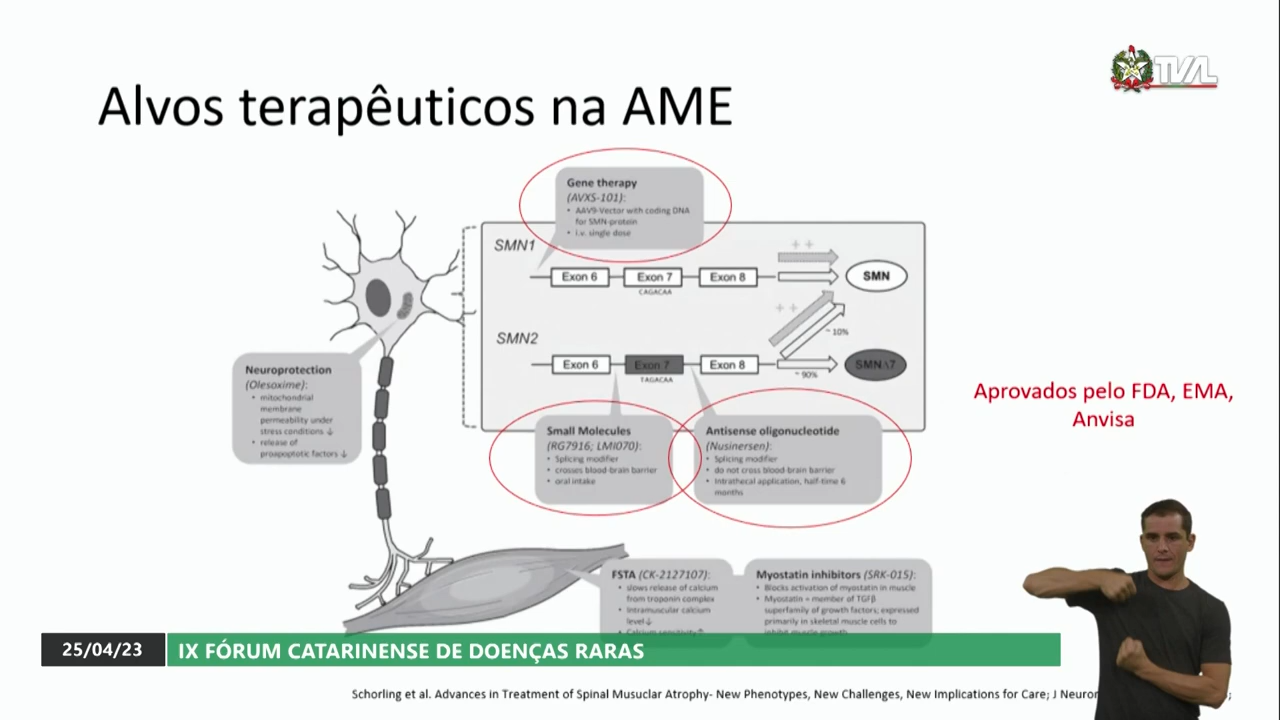 TVAL
Alvos terapêuticos na AME
Gene therapy
(AVXS-101):
• AAV9-Vector with coding DNA
for SMN-protein
• i.v. single dose
SMN1
Exon 6
Exon 7
Exon 8
CAGACAA
++
SMN
++
~ 10%
SMN2
Exon 6
Exon 7
Exon 8
TAGACAA
~ 90%
SMNΔ7
Neuroprotection
(Olesoxime):
• mitochondrial
membrane
permeability under
stress conditions ↓
• release of
proapoptotic factors ↓
Aprovados pelo FDA, EMA,
Anvisa
Small Molecules
(RG7916; LMI070):
• Splicing modifier
• crosses blood-brain barrier
• oral intake
Antisense oligonucleotide
(Nusinersen):
• Splicing modifier
• do not cross blood-brain barrier
• Intrathecal application, half-time 6
months
FSTA (CK-2127107):
• slows release of calcium
from troponin complex
• Intramuscular calcium
level↓
• Calcium sensitivity↑
Myostatin inhibitors (SRK-015):
• Blocks activation of myostatin in muscle
• Myostatin = member of TGFβ
superfamily of growth factors; expressed
primarily in skeletal muscle cells to
inhibit muscle growth
25/04/23
IX FÓRUM CATARINENSE DE DOENÇAS RARAS
Schorling et al. Advances in Treatment of Spinal Musuclar Atrophy- New Phenotypes, New Challenges, New Implications for Care; J Neurom